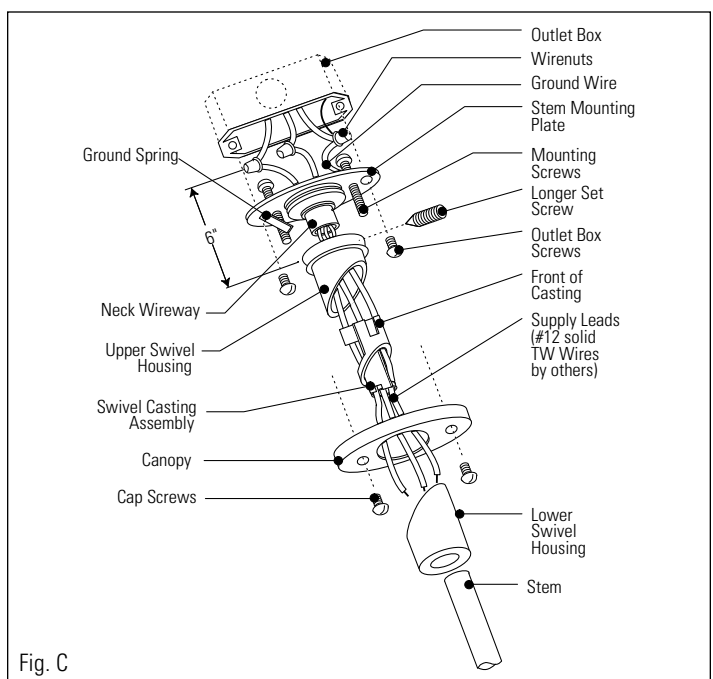 Outlet Box
Wirenuts
Ground Wire
Stem Mounting
Plate
Ground Spring
Mounting
Screws
Longer Set
Screw
6"
Outlet Box
Screws
Neck Wireway
Front of
Casting
Upper Swivel
Housing
Supply Leads
(#12 solid
TW Wires
by others)
Swivel Casting
Assembly
Canopy
Cap Screws
Lower
Swivel
Housing
Stem
Fig. C